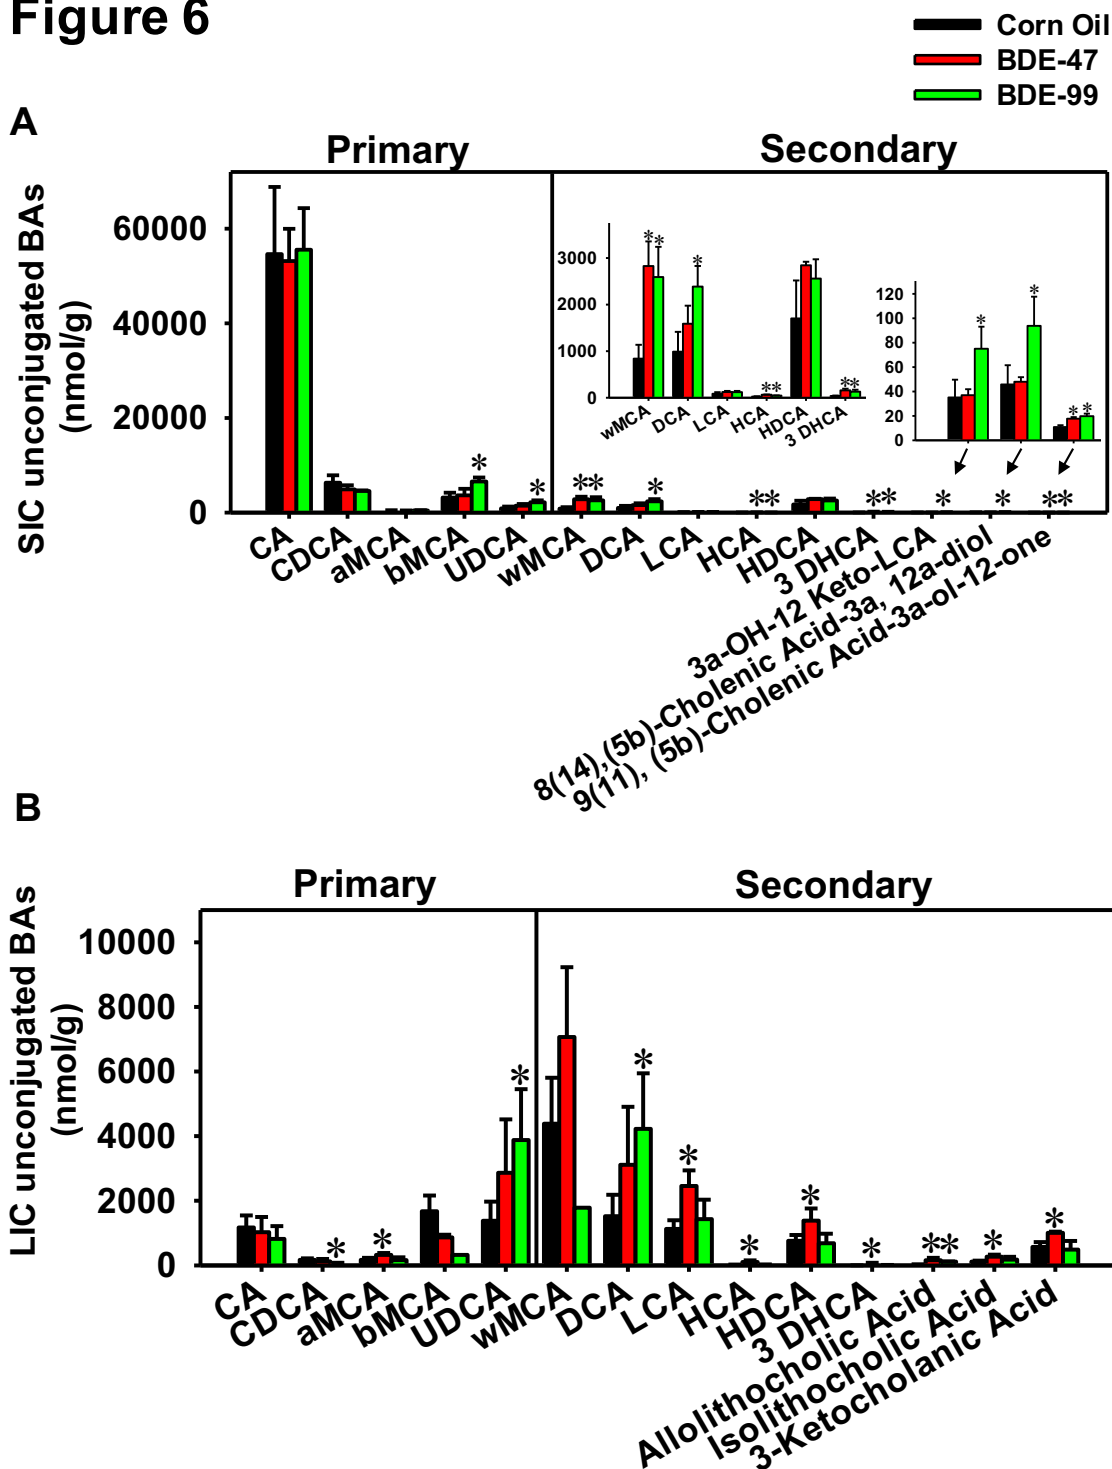 Figure 6
Corn Oil
BDE-47
BDE-99
A
Primary
Secondary
SIC unconjugated BAs
(nmol/g)
60000
40000
20000
0
3000
2000
1000
0
wMCA
DCA
LCA
HCA
HDCA
3 DHCA
120
100
80
60
40
20
0
* *
*
**
**
*
*
* *
*
*
**
*
**
**
*
*
**
CA
CDCA
aMCA
bMCA
UDCA
wMCA
DCA
LCA
HCA
HDCA
3 DHCA
3a-OH-12 Keto-LCA
8(14),(5b)-Cholenic Acid-3a, 12a-diol
9(11), (5b)-Cholenic Acid-3a-ol-12-one
B
Primary
Secondary
LIC unconjugated BAs
(nmol/g)
10000
8000
6000
4000
2000
0
*
*
*
*
*
*
*
*
**
*
*
CA
CDCA
aMCA
bMCA
UDCA
wMCA
DCA
LCA
HCA
HDCA
3 DHCA
Allolithocholic Acid
Isolithocholic Acid
3-Ketocholanic Acid